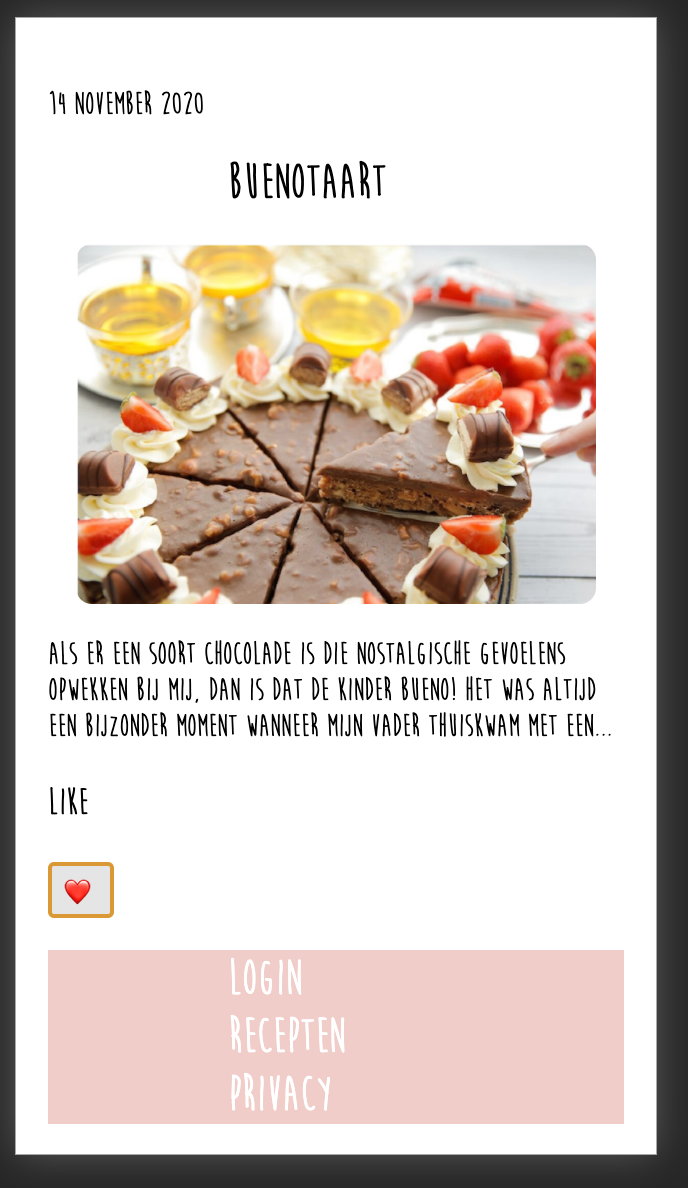 14 NOVEMBER 2020
BUENOTAART
ALS ER EEN SOORT CHOCOLADE IS DIE NOSTALGISCHE GEVOELENS
OPWEKKEN BIJ MIJ, DAN IS DAT DE KINDER BUENO! HET WAS ALTIJD
EEN BIJZONDER MOMENT WANNEER MIJN VADER THUISKWAM MET EEN...
LIKE
LOGIN
RECEPTEN
PRIVACY